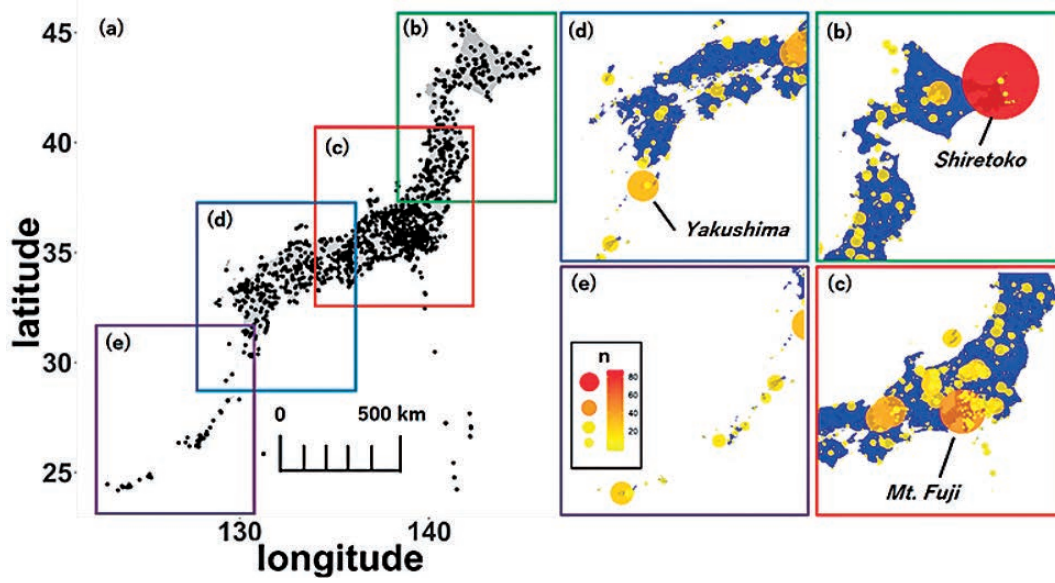 (a)
(b)
(c)
(d)
(e)
45
40
35
30
25
latitude
130
140
longitude
0
500 km
(d)
Yakushima
(b)
Shiretoko
(e)
n
80
60
40
20
(c)
Mt. Fuji